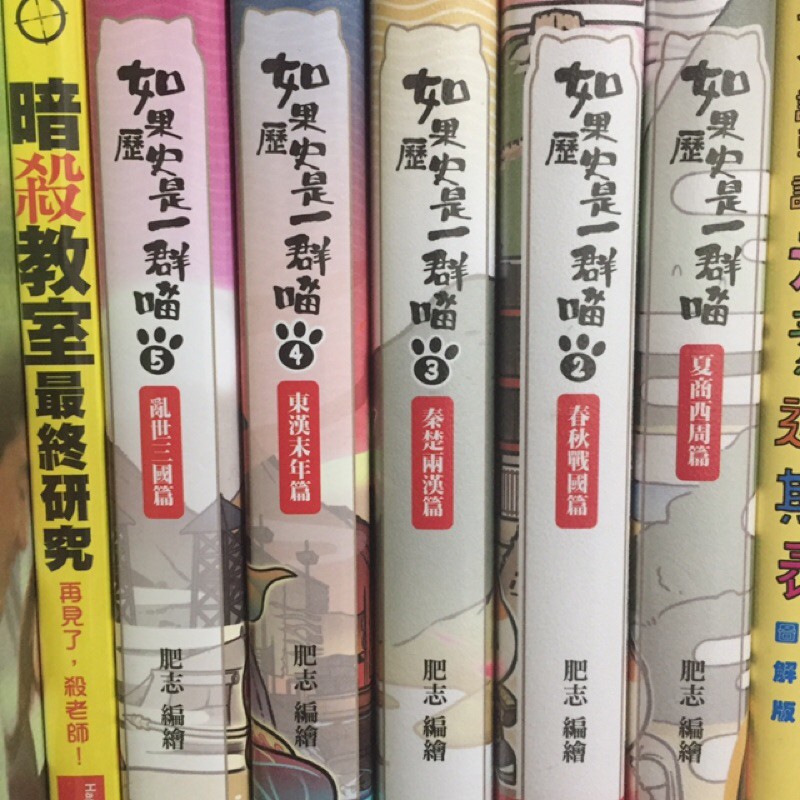 暗殺教室最終研究
再見了，殺老師！
如果歷史是一群喵
5
亂世三國篇
肥志 編繪
如果歷史是一群喵
4
東漢末年篇
肥志 編繪
如果歷史是一群喵
3
秦楚兩漢篇
肥志 編繪
如果歷史是一群喵
2
春秋戰國篇
肥志 編繪
如果歷史是一群喵
夏商西周篇
肥志 編繪
圖解版